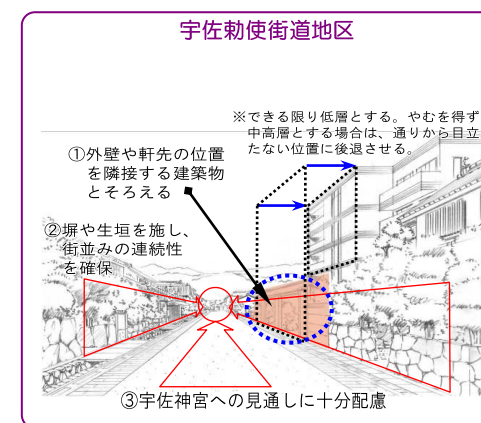 宇佐勅使街道地区
※できる限り低層とする。やむを得ず
中高層とする場合は、通りから目立
たない位置に後退させる。
①外壁や軒先の位置
を隣接する建築物
とそろえる
②塀や生垣を施し、
街並みの連続性
を確保
③宇佐神宮への見通しに十分配慮